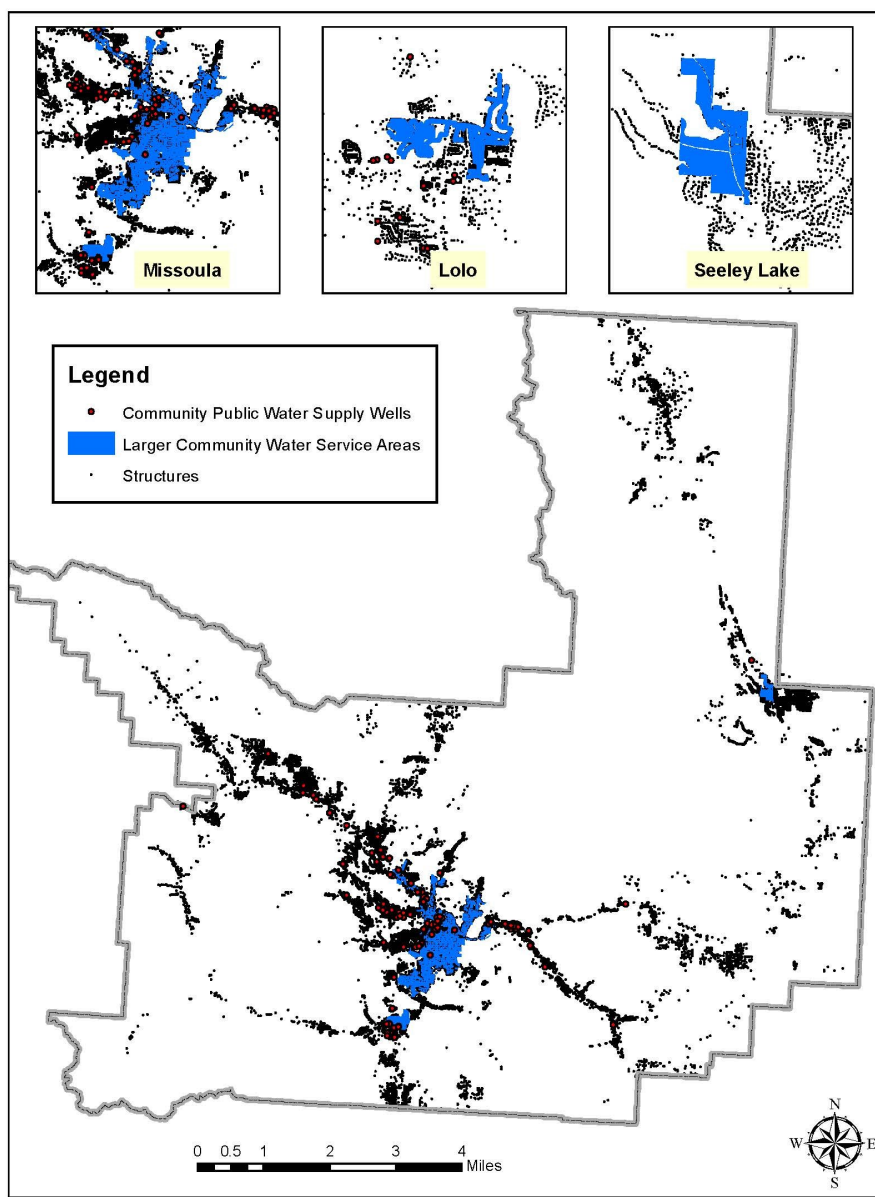 Missoula
Lolo
Seeley Lake
Legend
Community Public Water Supply Wells
Larger Community Water Service Areas
Structures
0 0.5 1 2 3 4
Miles
N
W E
S